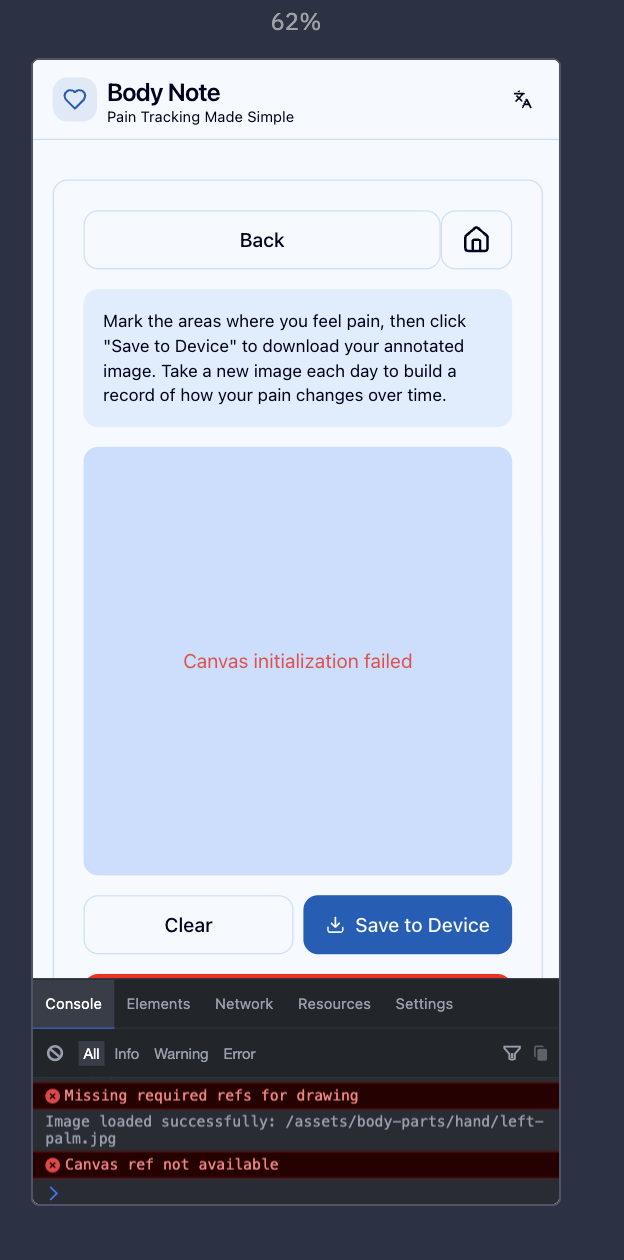 62%
Body Note
Pain Tracking Made Simple
Back
Mark the areas where you feel pain, then click
"Save to Device" to download your annotated
image. Take a new image each day to build a
record of how your pain changes over time.
Canvas initialization failed
Clear
Save to Device
Console Elements Network Resources Settings
All Info Warning Error
Missing required refs for drawing
Image loaded successfully: /assets/body-parts/hand/left-
palm.jpg
Canvas ref not available